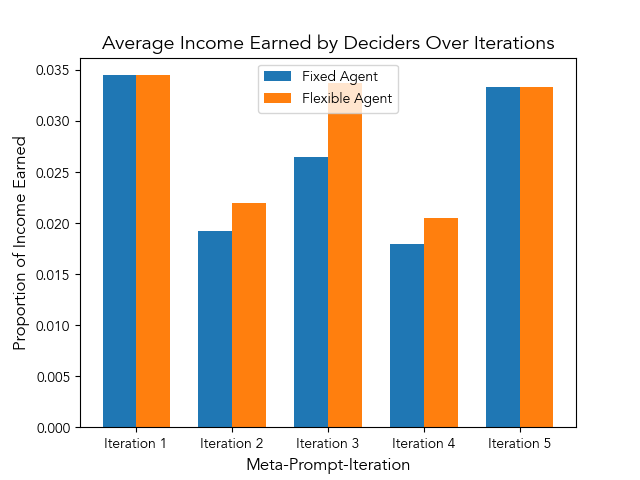 Average Income Earned by Deciders Over Iterations
Fixed Agent
Flexible Agent
Proportion of Income Earned
0.035
0.030
0.025
0.020
0.015
0.010
0.005
0.000
Iteration 1
Iteration 2
Iteration 3
Iteration 4
Iteration 5
Meta-Prompt-Iteration